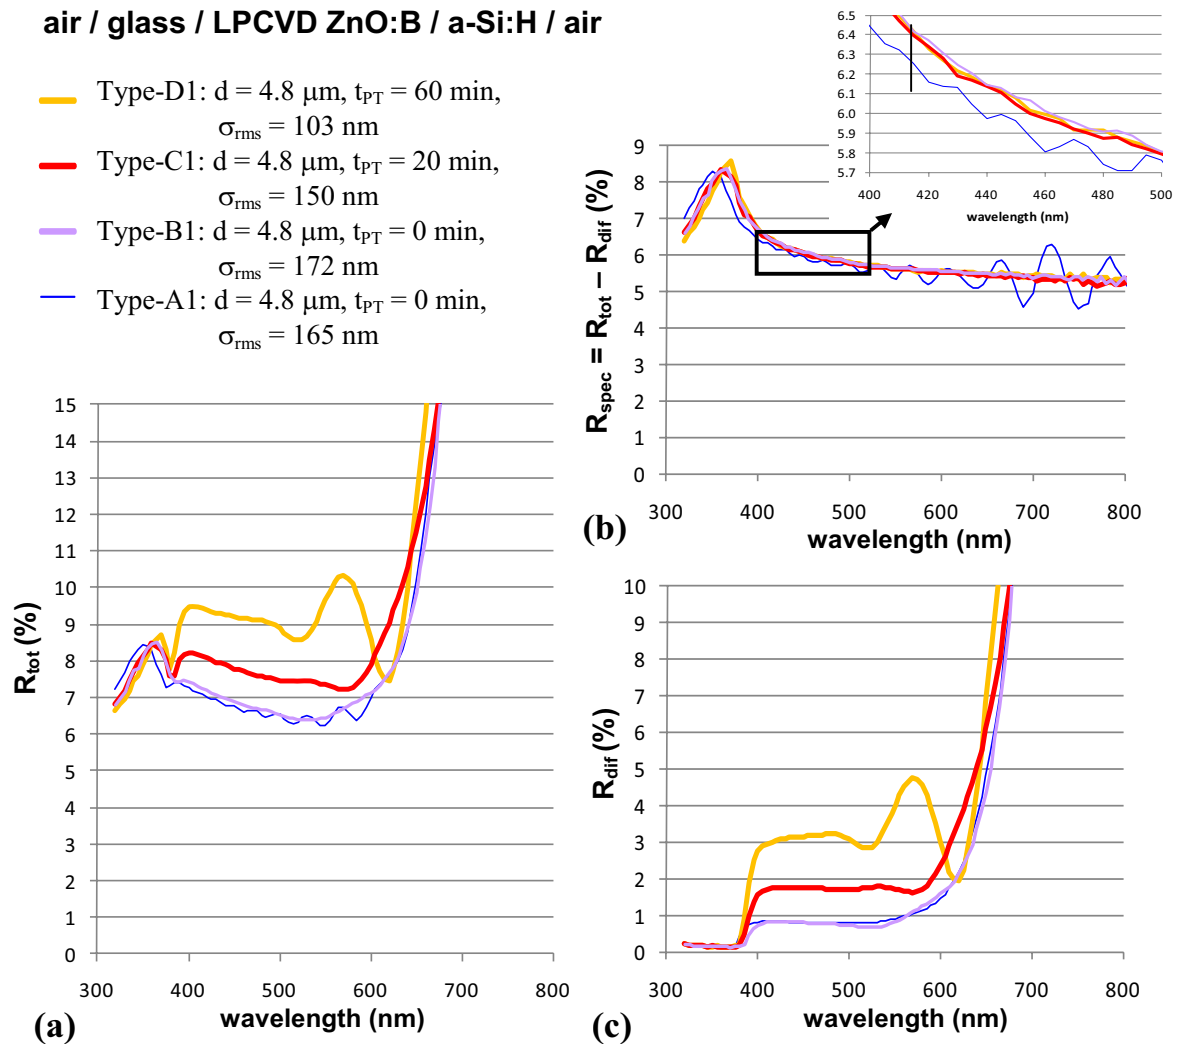 air / glass / LPCVD ZnO:B / a-Si:H / air
Type-D1: d = 4.8 μm, tPT = 60 min,
σrms = 103 nm
Type-C1: d = 4.8 μm, tPT = 20 min,
σrms = 150 nm
Type-B1: d = 4.8 μm, tPT = 0 min,
σrms = 172 nm
Type-A1: d = 4.8 μm, tPT = 0 min,
σrms = 165 nm
6.5
6.4
6.3
6.2
6.1
6.0
5.9
5.8
5.7
400 420 440 460 480 500
wavelength (nm)
Rspec = Rtot − Rdif (%)
9
8
7
6
5
4
3
2
1
0
300 400 500 600 700 800
wavelength (nm)
(b)
Rtot (%)
15
14
13
12
11
10
9
8
7
6
5
4
3
2
1
0
300 400 500 600 700 800
wavelength (nm)
(a)
Rdif (%)
10
9
8
7
6
5
4
3
2
1
0
300 400 500 600 700 800
wavelength (nm)
(c)